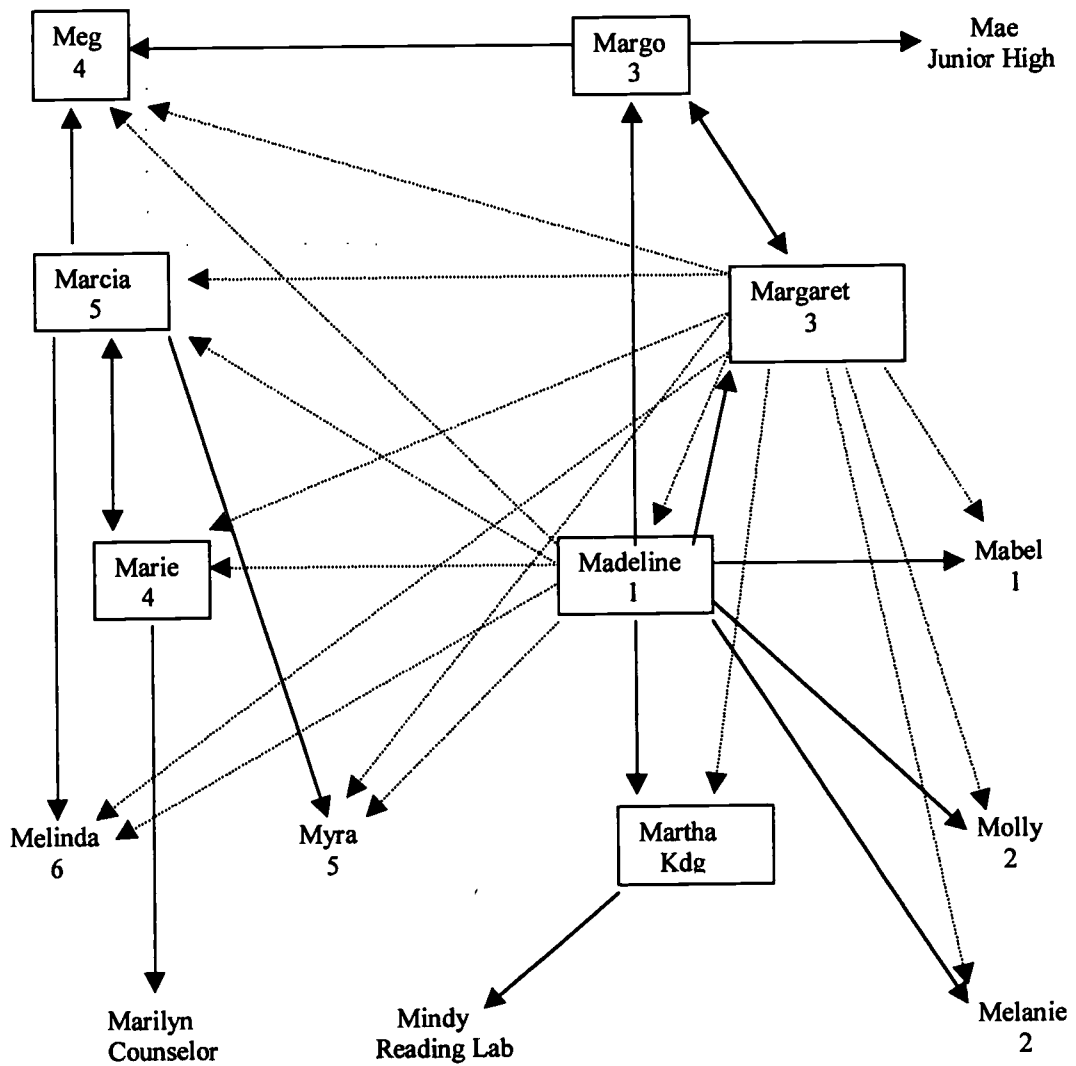 Meg
4
Margo
3
Mae
Junior High
Marcia
5
Margaret
3
Marie
4
Madeline
1
Mabel
1
Melinda
6
Myra
5
Martha
Kdg
Molly
2
Marilyn
Counselor
Mindy
Reading Lab
Melanie
2